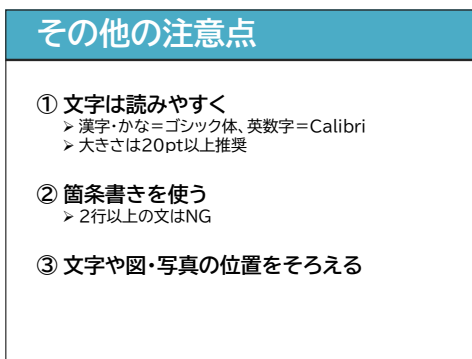 その他の注意点
① 文字は読みやすく
➢ 漢字・かな＝ゴシック体、英数字＝Calibri
➢ 大きさは20pt以上推奨
② 箇条書きを使う
➢ 2行以上の文はNG
③ 文字や図・写真の位置をそろえる